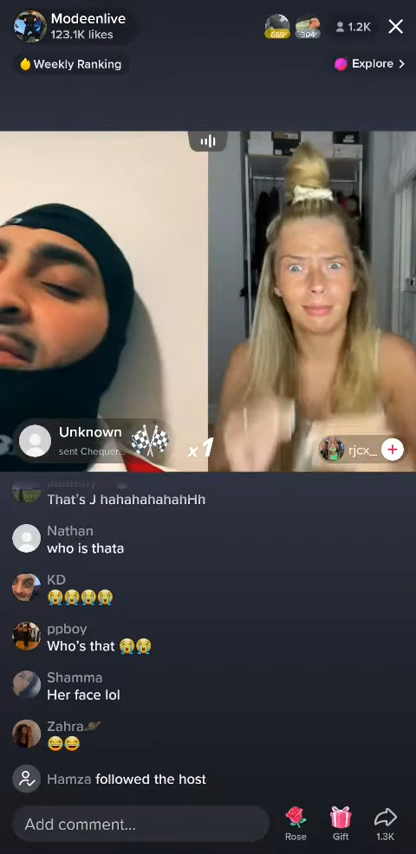 Modeenlive
123.1K likes
669
304
1.2K
Weekly Ranking
Explore >
Unknown
sent Chequer...
x1
rjcx_
That's J hahahahahahHh
Nathan
who is thata
KD
😭😭😭😭
ppboy
Who's that 😭😭
Shamma
Her face lol
Zahra🪐
😂😂
Hamza followed the host
Add comment...
Rose
Gift
1.3K